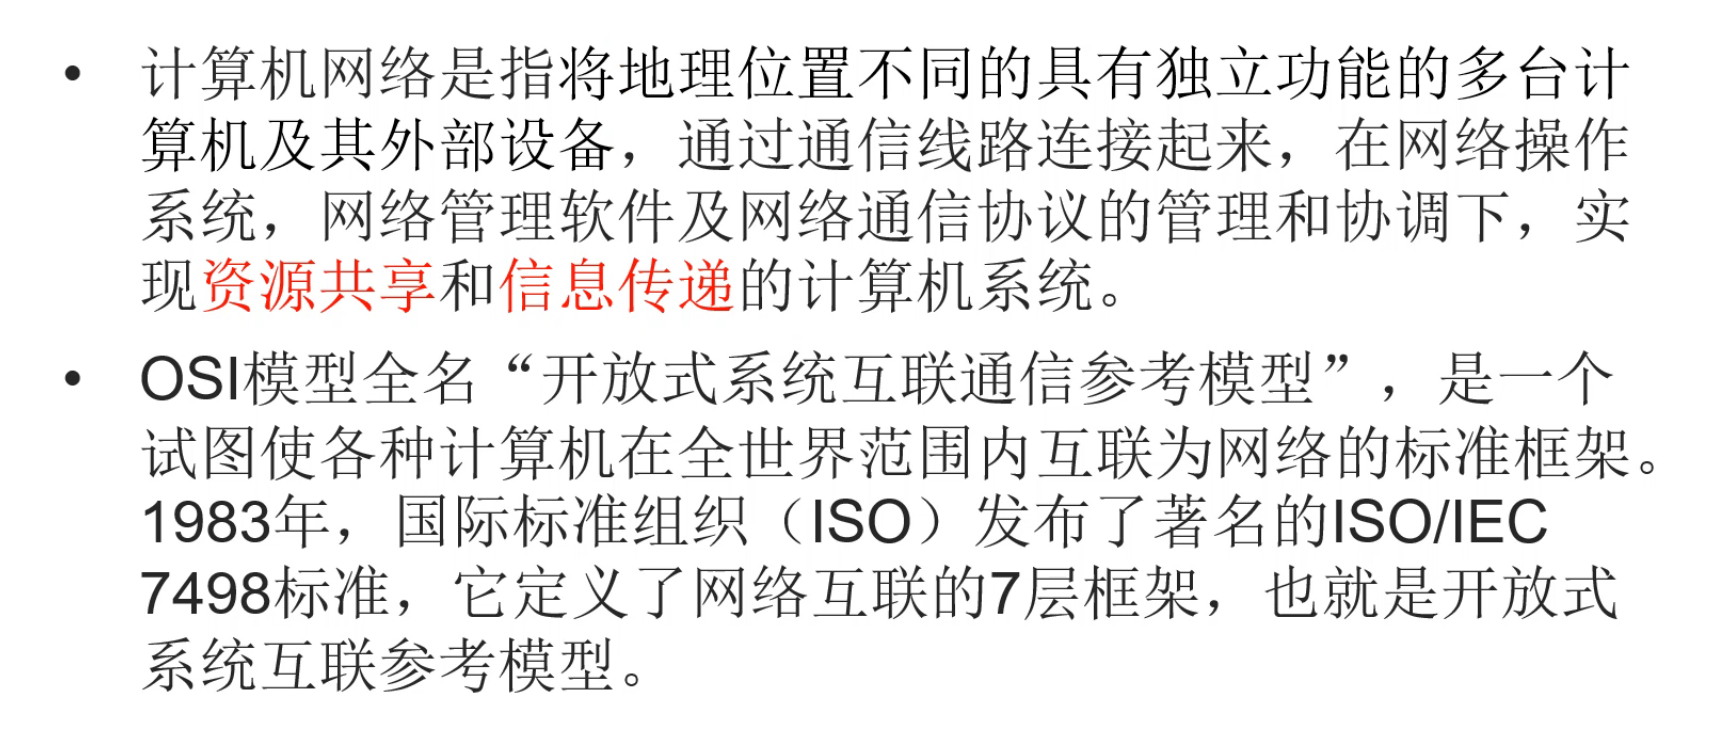 • 计算机网络是指将地理位置不同的具有独立功能的多台计
算机及其外部设备，通过通信线路连接起来，在网络操作
系统，网络管理软件及网络通信协议的管理和协调下，实
现资源共享和信息传递的计算机系统。
• OSI模型全名“开放式系统互联通信参考模型”，是一个
试图使各种计算机在全世界范围内互联为网络的标准框架。
1983年，国际标准组织（ISO）发布了著名的ISO/IEC
7498标准，它定义了网络互联的7层框架，也就是开放式
系统互联参考模型。